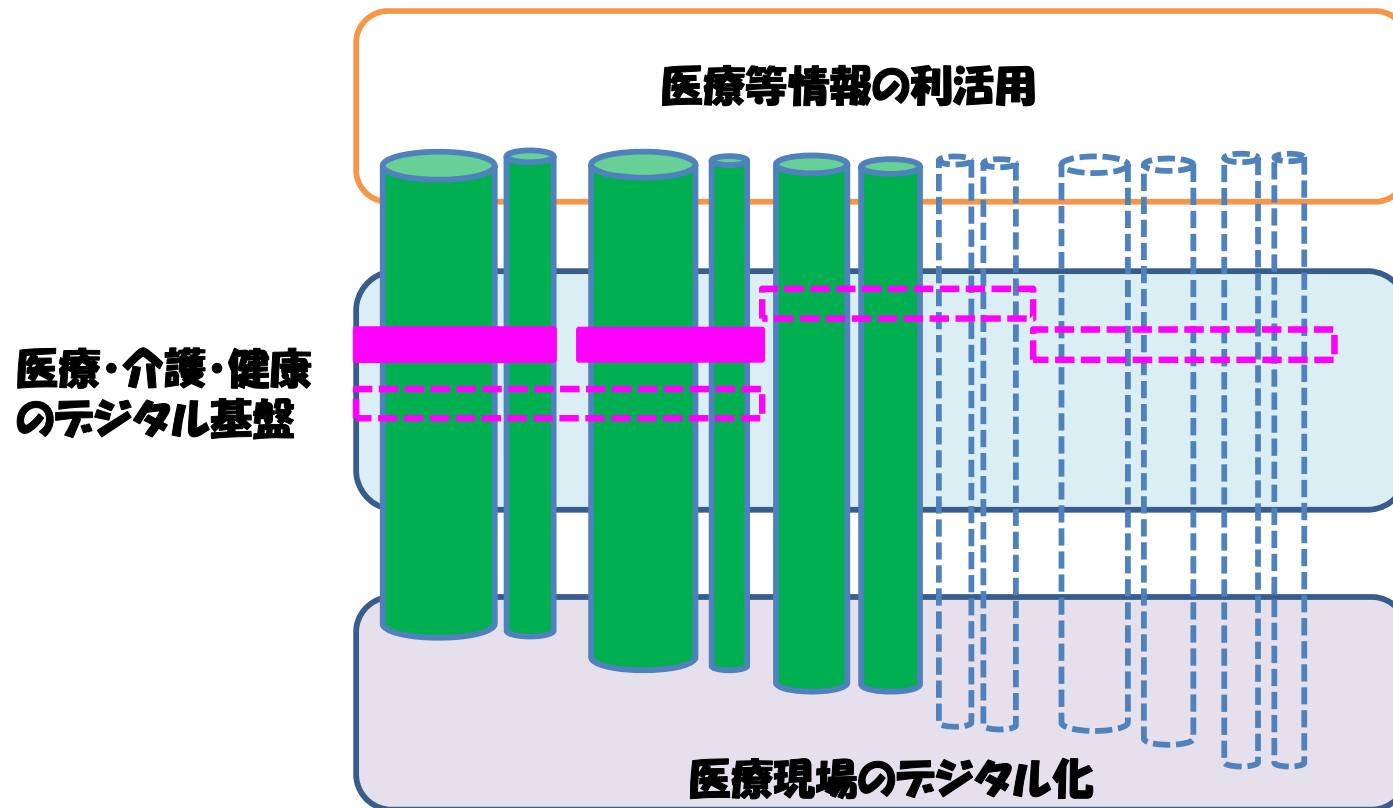 医療等情報の利活用
医療・介護・健康
のデジタル基盤
医療現場のデジタル化